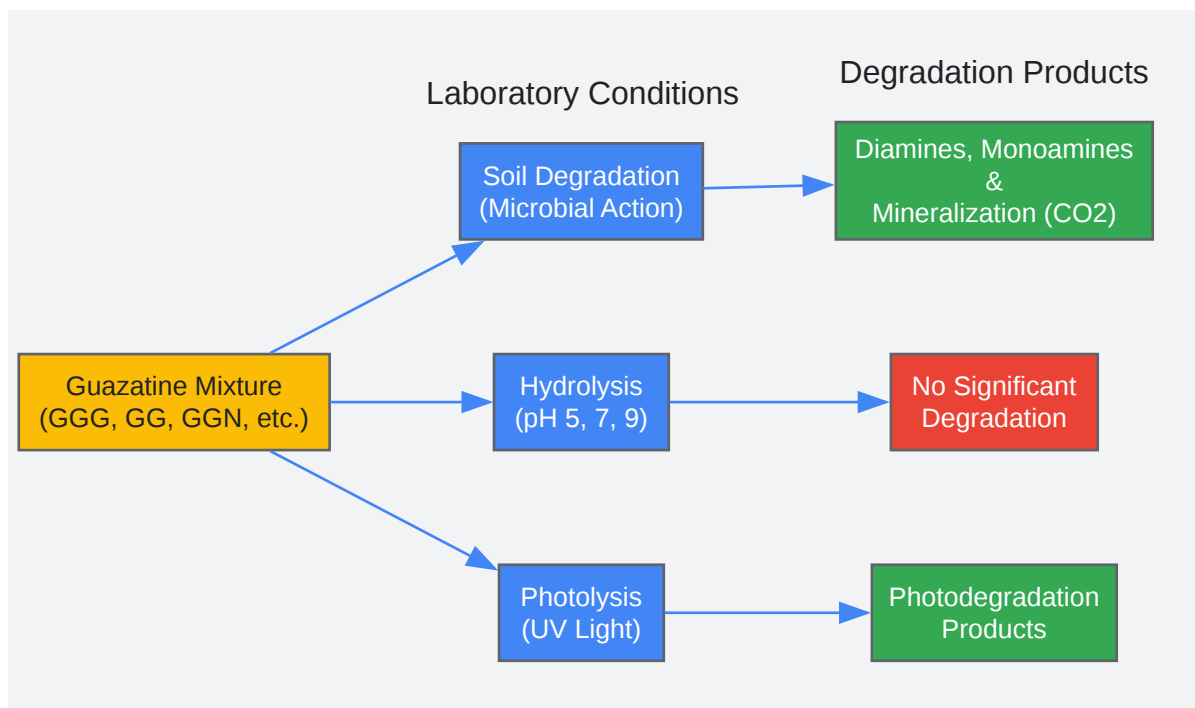 Laboratory Conditions
Degradation Products
Soil Degradation
(Microbial Action)
Diamines, Monoamines
&
Mineralization (CO2)
Guazatine Mixture
(GGG, GG, GGN, etc.)
Hydrolysis
(pH 5, 7, 9)
No Significant
Degradation
Photolysis
(UV Light)
Photodegradation
Products